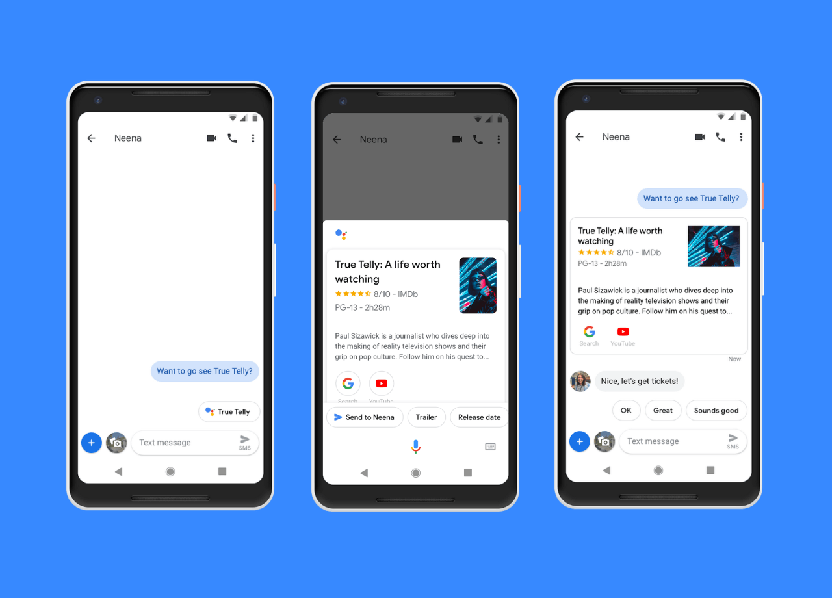 Neena
Want to go see True Telly?
True Telly
Text message
SMS
Neena
True Telly: A life worth
watching
8/10 - IMDb
PG-13 - 2h28m
Paul Sizawick is a journalist who dives deep into
the making of reality television shows and their
grip on pop culture. Follow him on his quest to...
Search
YouTube
Send to Neena
Trailer
Release date
Neena
Want to go see True Telly?
True Telly: A life worth
watching
8/10 - IMDb
PG-13 - 2h28m
Paul Sizawick is a journalist who dives deep into
the making of reality television shows and their
grip on pop culture. Follow him on his quest to...
Search
YouTube
Now
Nice, let's get tickets!
OK
Great
Sounds good
Text message
SMS